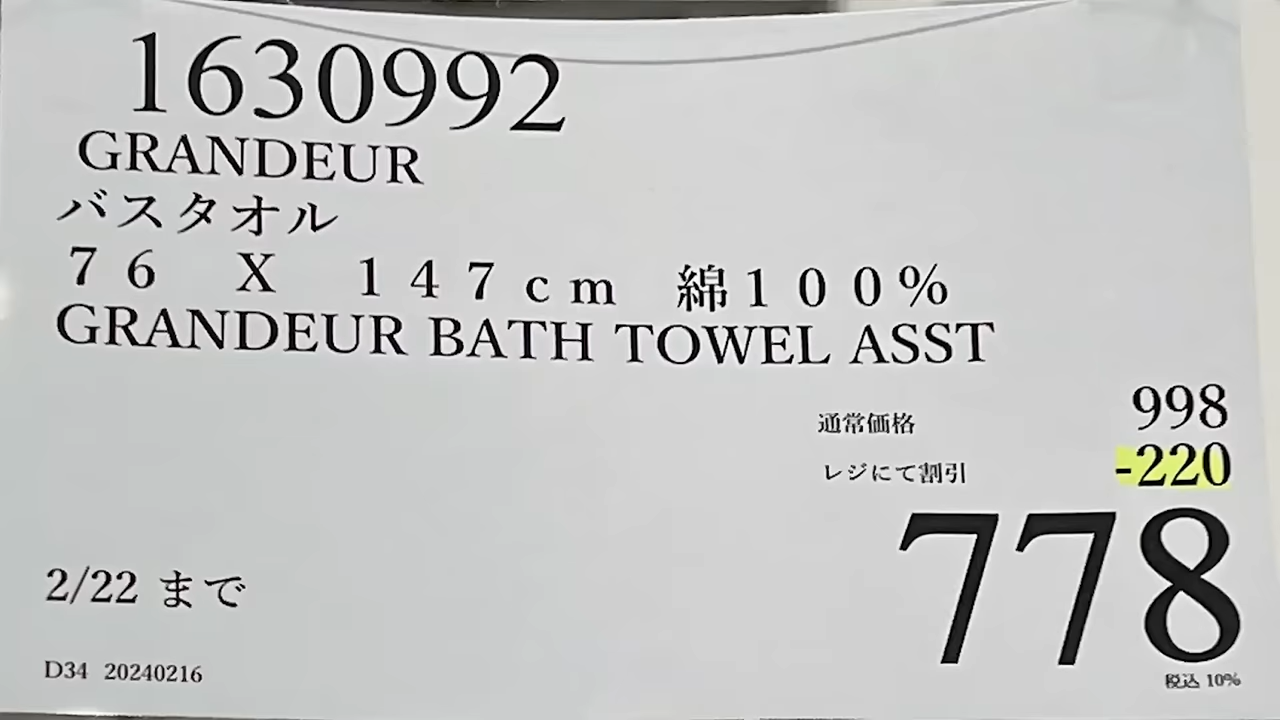 1630992
GRANDEUR
バスタオル
７６　Ｘ　１４７ｃｍ　綿１００％
GRANDEUR BATH TOWEL ASST
通常価格 998
レジにて割引 -220
778
税込 10%
2/22 まで
D34 20240216